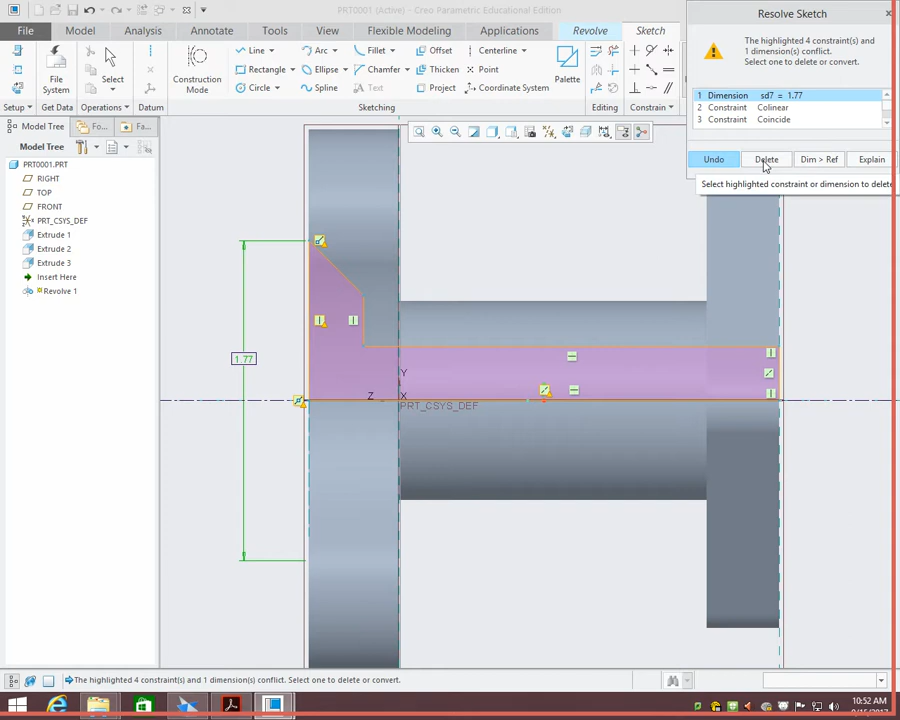 PRT0001 (Active) - Creo Parametric Educational Edition
Resolve Sketch
File Model Analysis Annotate Tools View Flexible Modeling Applications Revolve Sketch
The highlighted 4 constraint(s) and
1 dimension(s) conflict.
Select one to delete or convert.
Line Arc Fillet Offset Centerline
Rectangle Ellipse Chamfer Thicken Point
Circle Spline Text Project Coordinate System
File
System
Select
Construction
Mode
Palette
Setup Get Data Operations Datum Sketching Constrain
1 Dimension sd7 = 1.77
2 Constraint Colinear
3 Constraint Coincide
Undo Delete Dim > Ref Explain
Select highlighted constraint or dimension to delete
Model Tree Fo... Fa...
Model Tree
PRT0001.PRT
RIGHT
TOP
FRONT
PRT_CSYS_DEF
Extrude 1
Extrude 2
Extrude 3
Insert Here
Revolve 1
1.77
Y
Z X
PRT_CSYS_DEF
The highlighted 4 constraint(s) and 1 dimension(s) conflict. Select one to delete or convert.
10:52 AM